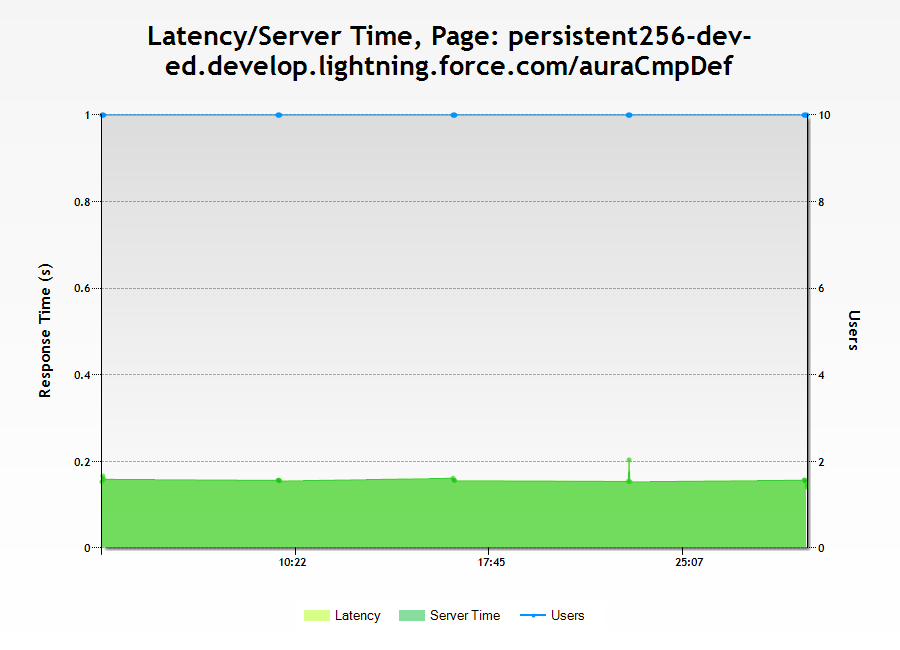 Latency/Server Time, Page: persistent256-dev-
ed.develop.lightning.force.com/auraCmpDef
1
10
0.8
8
0.6
6
Response Time (s)
Users
0.4
4
0.2
2
0
0
10:22
17:45
25:07
Latency
Server Time
Users